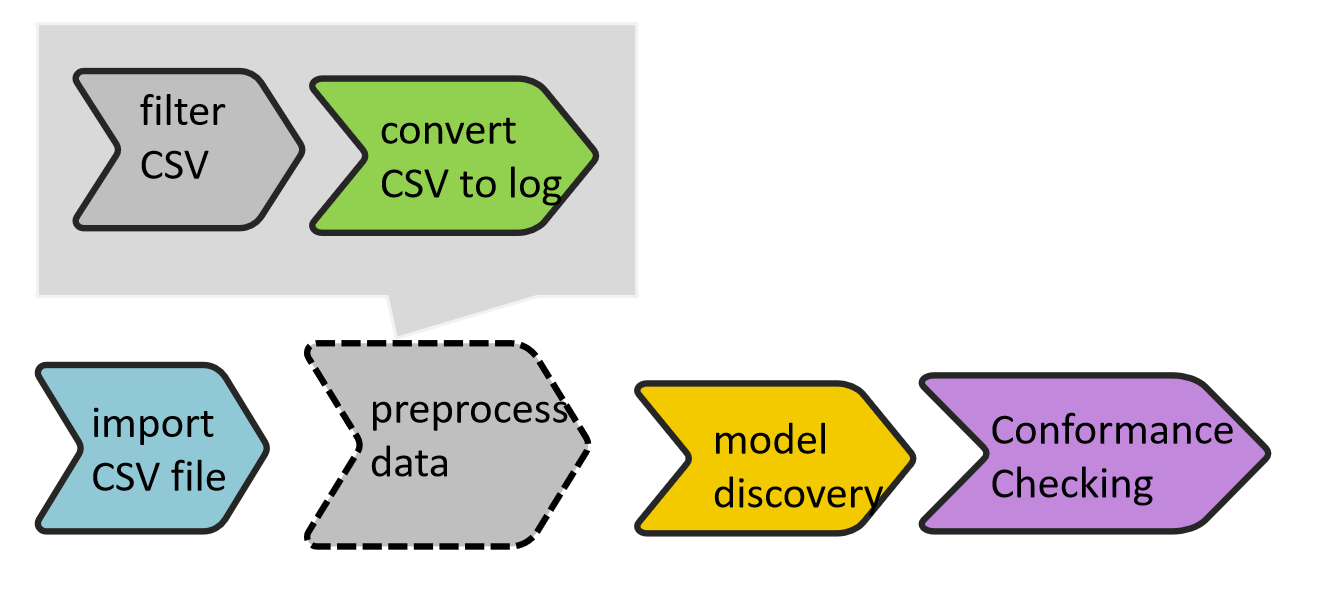 filter
CSV
convert
CSV to log
import
CSV file
preprocess
data
model
discovery
Conformance
Checking